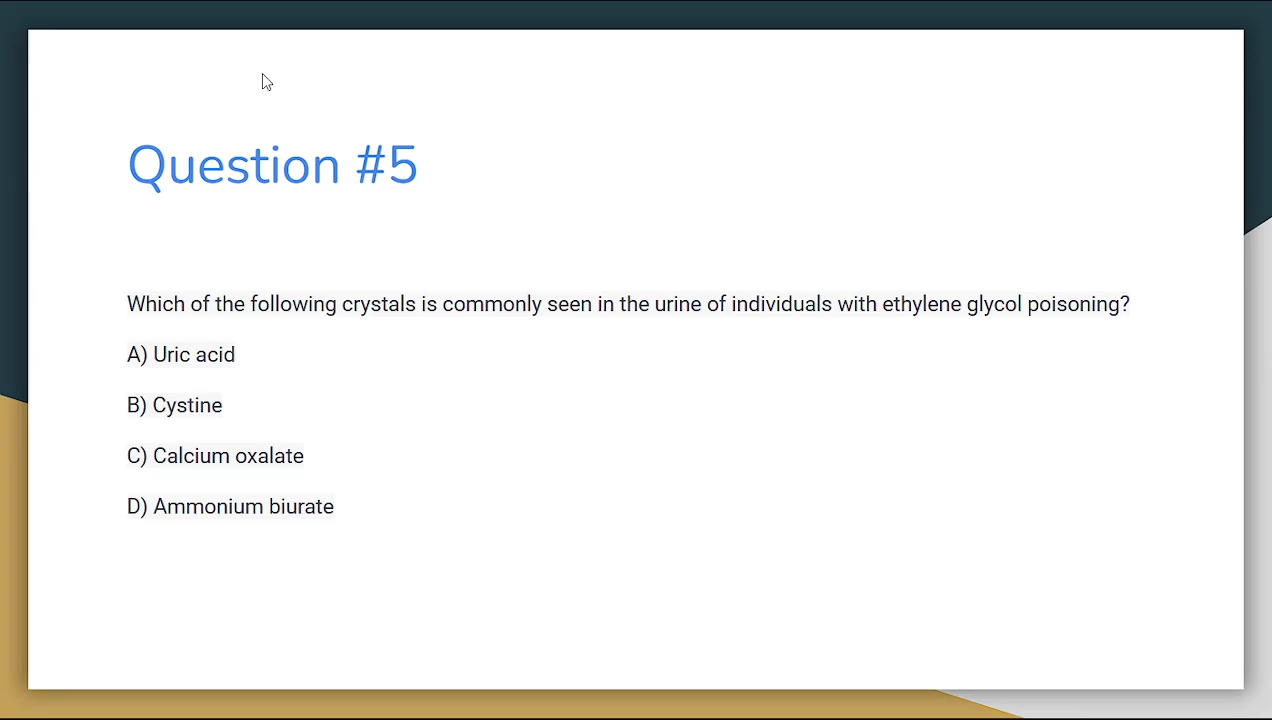 Question #5
Which of the following crystals is commonly seen in the urine of individuals with ethylene glycol poisoning?
A) Uric acid
B) Cystine
C) Calcium oxalate
D) Ammonium biurate